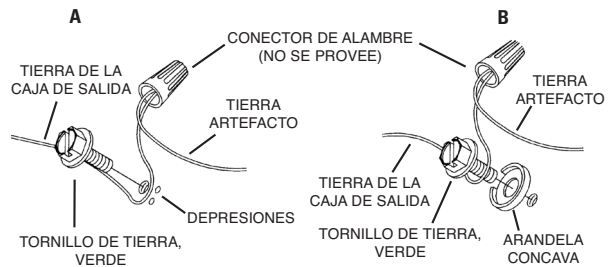 A
B
CONECTOR DE ALAMBRE
(NO SE PROVEE)
TIERRA DE LA
CAJA DE SALIDA
TIERRA
ARTEFACTO
DEPRESIONES
TORNILLO DE TIERRA,
VERDE
TIERRA
ARTEFACTO
TIERRA DE LA
CAJA DE SALIDA
TORNILLO DE TIERRA,
VERDE
ARANDELA
CONCAVA